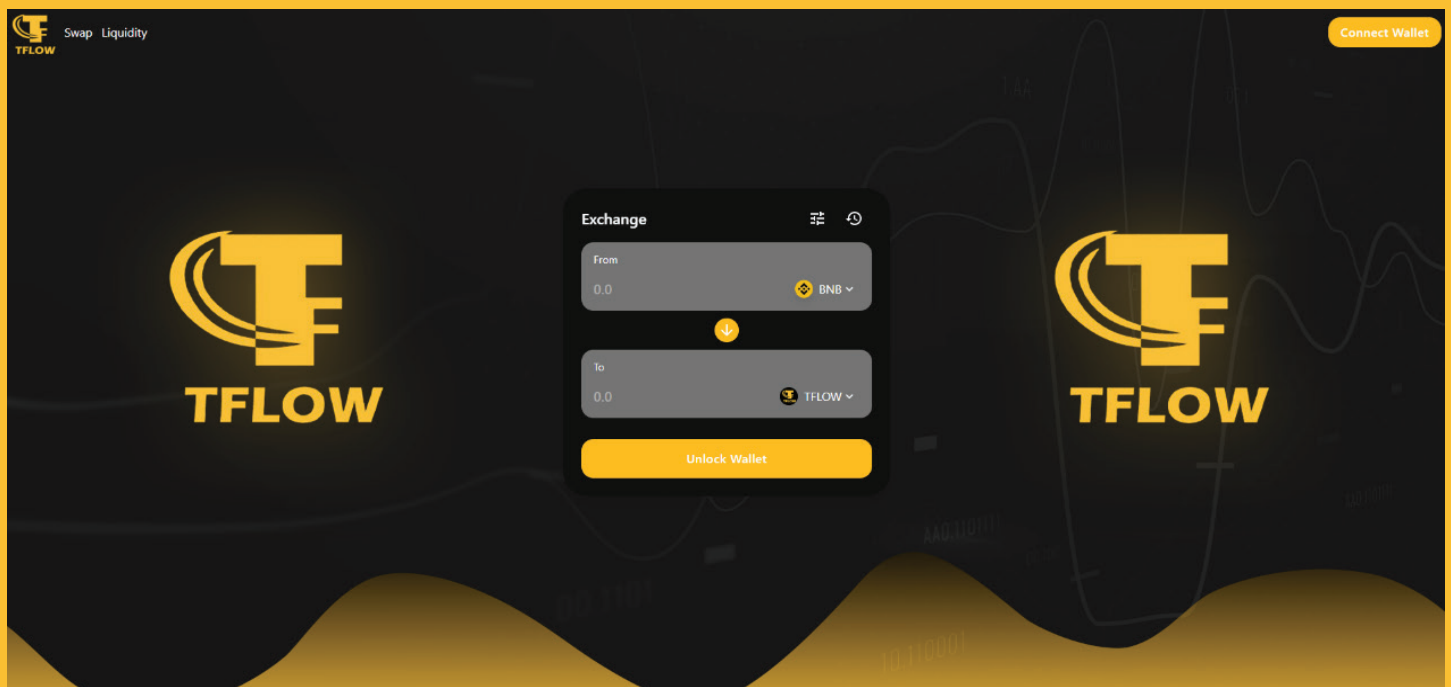 TFLOW
Swap Liquidity
Connect Wallet
TFLOW
Exchange
From
0.0
BNB
To
0.0
TFLOW
Unlock Wallet
TFLOW